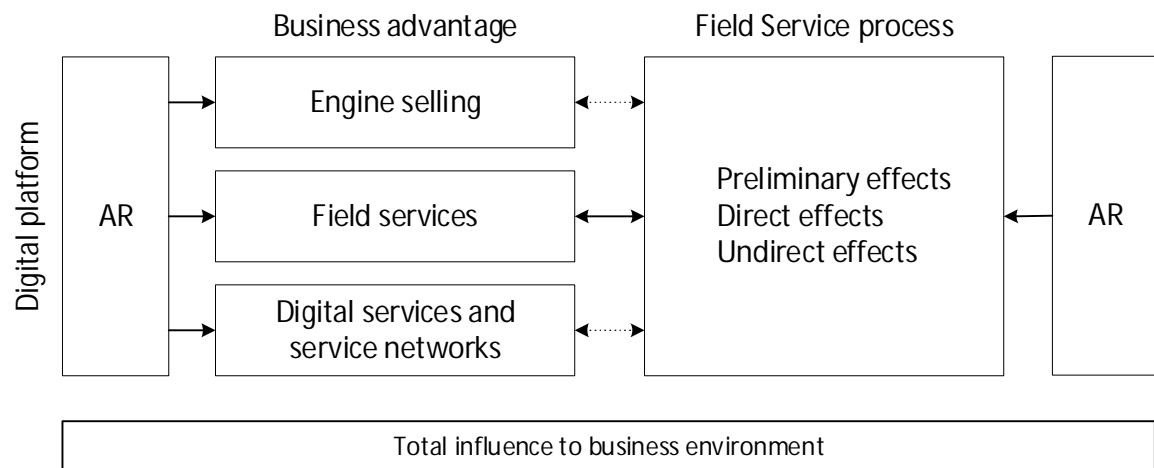 Business advantage
Field Service process
Digital platform
AR
Engine selling
Field services
Digital services and
service networks
Preliminary effects
Direct effects
Undirect effects
AR
Total influence to business environment